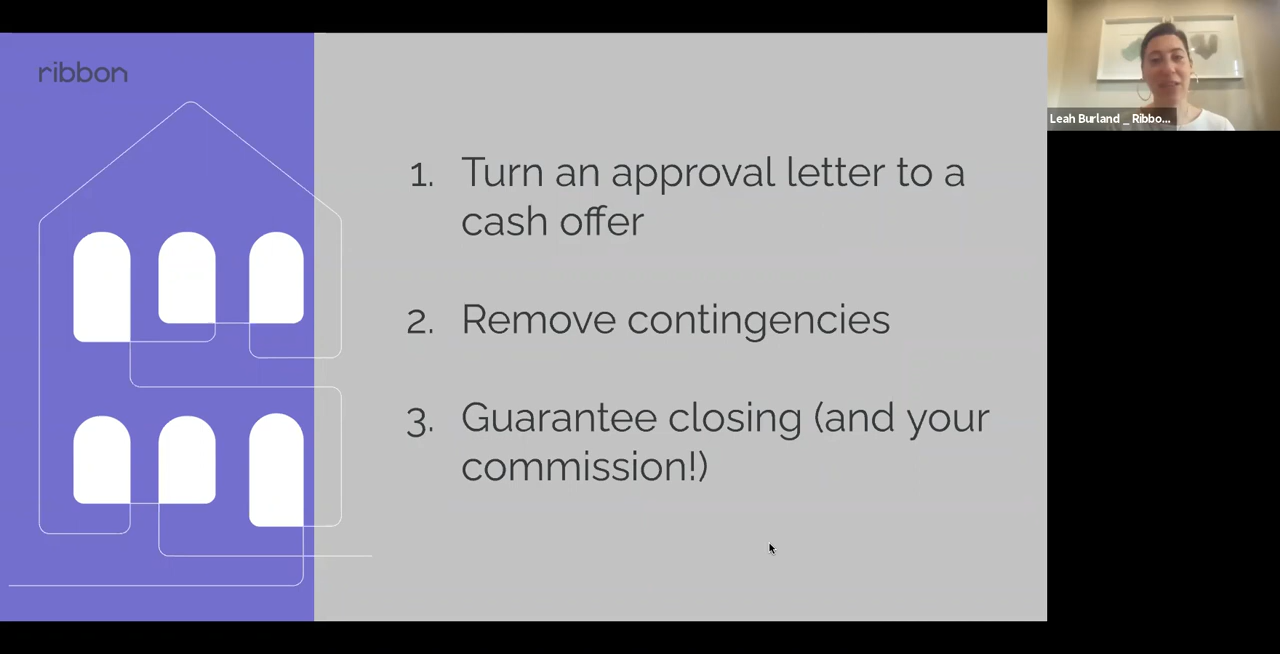 ribbon
Leah Burland _ Ribbo...
1. Turn an approval letter to a
cash offer
2. Remove contingencies
3. Guarantee closing (and your
commission!)